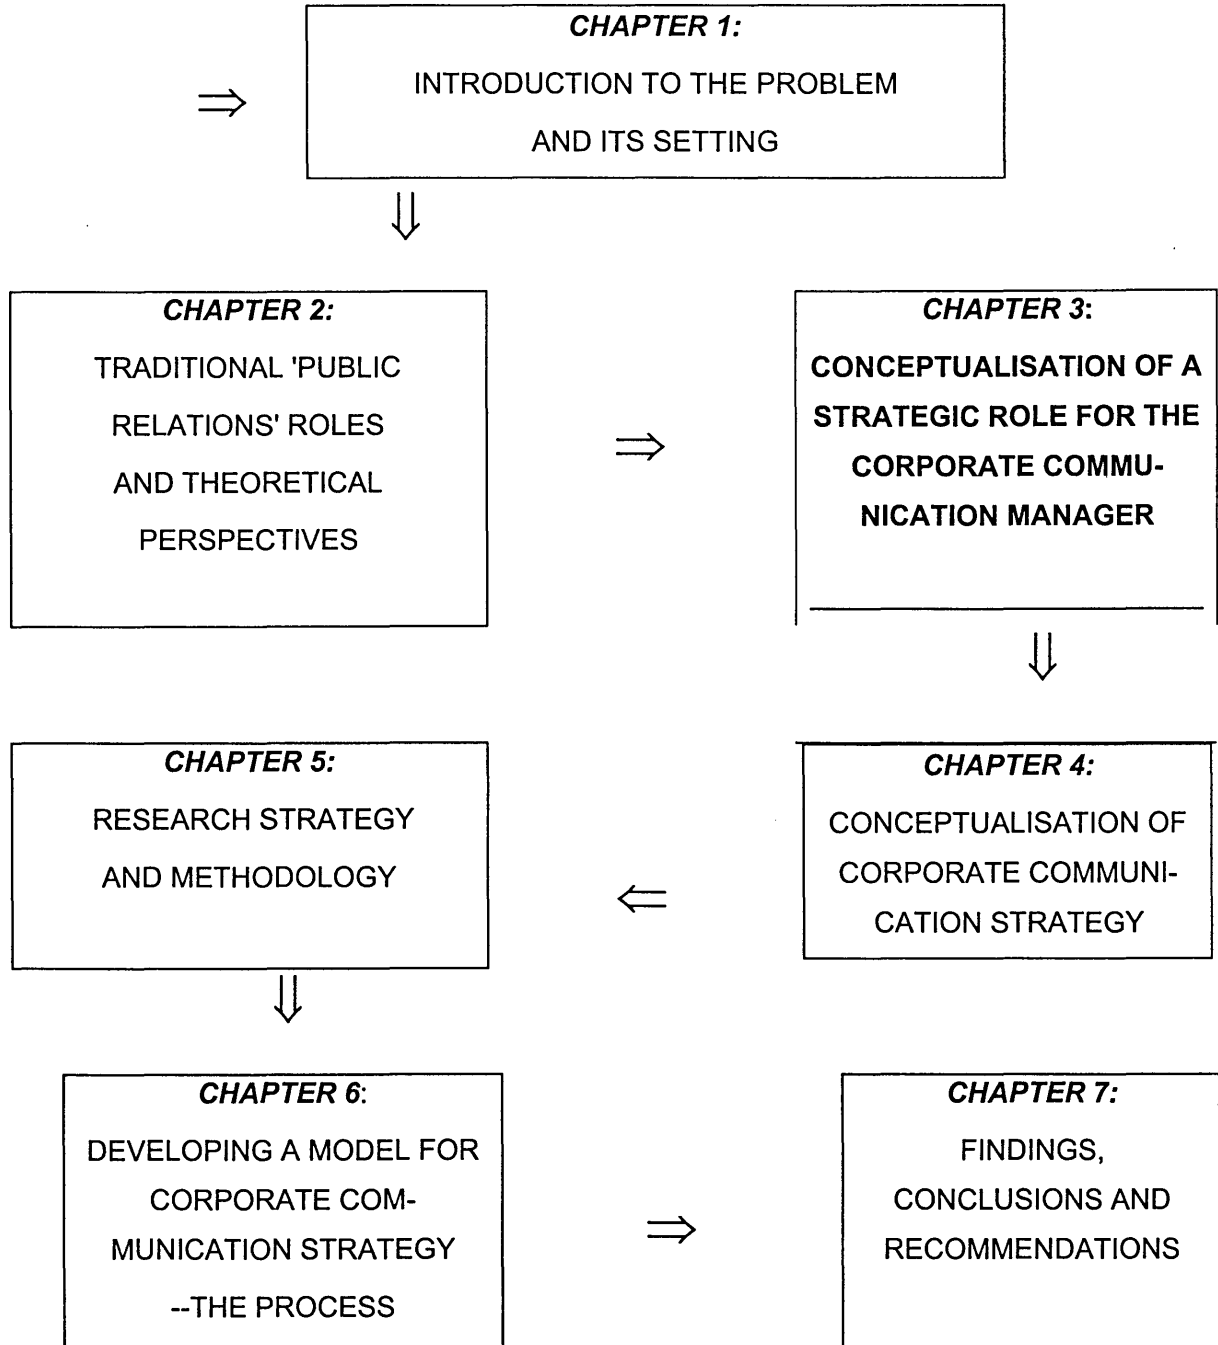 CHAPTER 1:
INTRODUCTION TO THE PROBLEM
AND ITS SETTING
CHAPTER 2:
TRADITIONAL 'PUBLIC
RELATIONS' ROLES
AND THEORETICAL
PERSPECTIVES
CHAPTER 3:
CONCEPTUALISATION OF A
STRATEGIC ROLE FOR THE
CORPORATE COMMU-
NICATION MANAGER
CHAPTER 4:
CONCEPTUALISATION OF
CORPORATE COMMUNI-
CATION STRATEGY
CHAPTER 5:
RESEARCH STRATEGY
AND METHODOLOGY
CHAPTER 6:
DEVELOPING A MODEL FOR
CORPORATE COM-
MUNICATION STRATEGY
--THE PROCESS
CHAPTER 7:
FINDINGS,
CONCLUSIONS AND
RECOMMENDATIONS